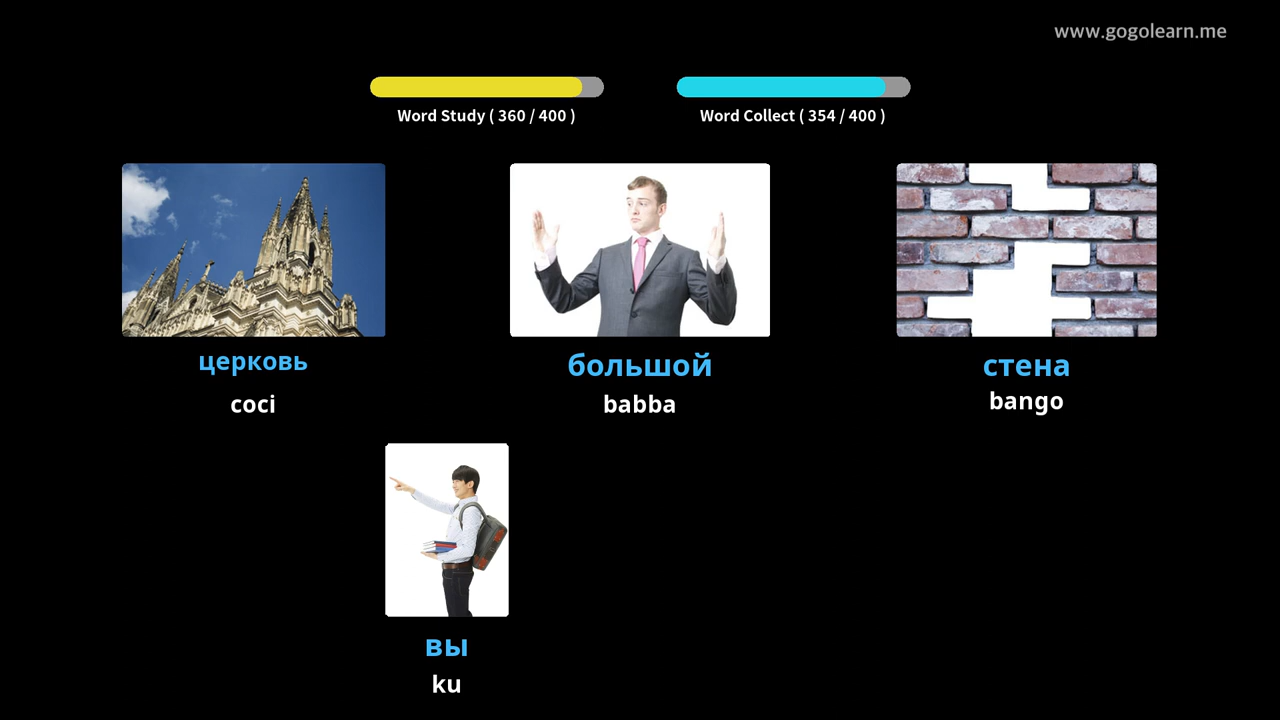 www.gogolearn.me
Word Study ( 360 / 400 )
Word Collect ( 354 / 400 )
церковь
coci
большой
babba
стена
bango
вы
ku